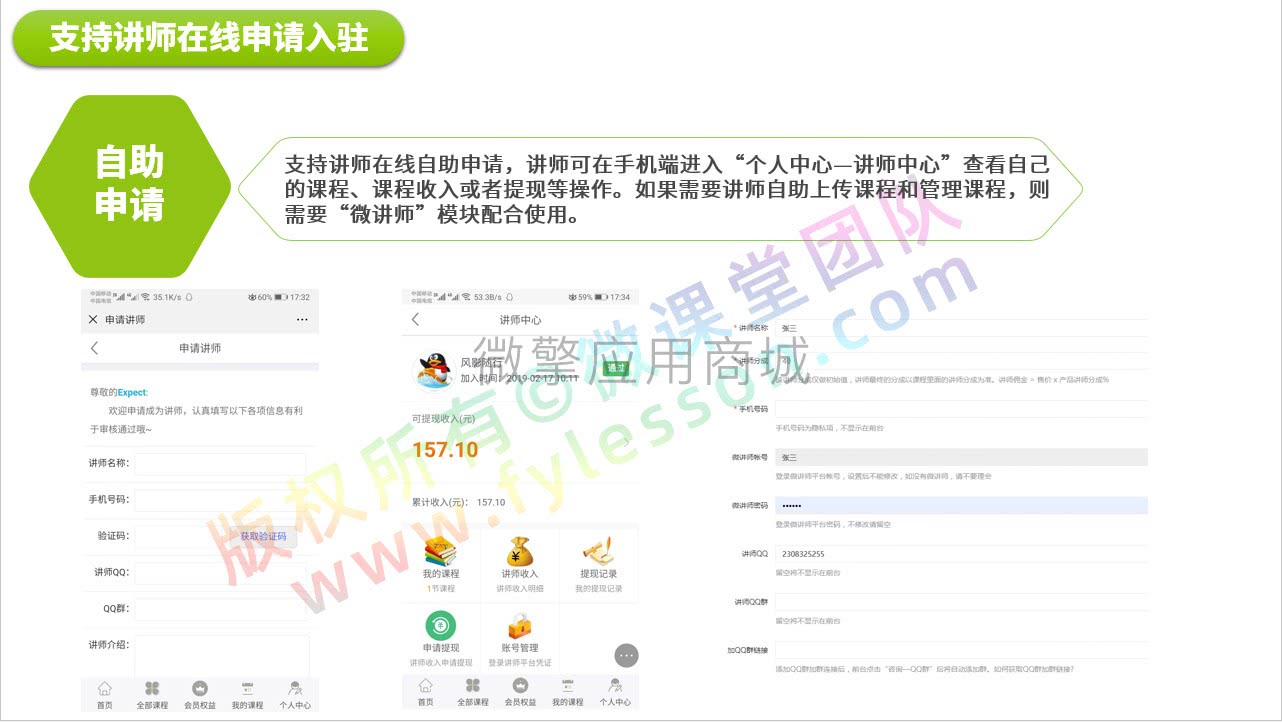 支持讲师在线申请入驻
自助
申请
支持讲师在线自助申请，讲师可在手机端进入“个人中心—讲师中心”查看自己
的课程、课程收入或者提现等操作。如果需要讲师自助上传课程和管理课程，则
需要“微讲师”模块配合使用。
中国移动
中国电信
35.1K/s
60% 17:32
申请讲师
申请讲师
尊敬的Expect:
欢迎申请成为讲师，认真填写以下各项信息有利
于审核通过哦~
讲师名称：
手机号码：
验证码：
获取验证码
讲师QQ：
QQ群：
讲师介绍：
首页 全部课程 会员权益 我的课程 个人中心
中国移动
中国电信
53.3B/s
59% 17:34
讲师中心
风影随行
加入时间：2019-02-17 10:11
通过
可提现收入(元)
157.10
累计收入(元)： 157.10
我的课程 讲师收入 提现记录
1节课程 讲师收入明细 我的提现记录
申请提现 账号管理
讲师收入申请提现 登录讲师平台凭证
首页 全部课程 会员权益 我的课程 个人中心
* 讲师名称 张三
* 讲师分成
讲师分成仅做初始值，讲师最终的分成以课程里面的讲师分成为准。讲师佣金 = 售价 x 产品讲师分成%
* 手机号码
手机号码为隐私项，不显示在前台
微讲师帐号 张三
登录微讲师平台帐号，设置后不能修改，如没有微讲师，请不要理会
微讲师密码 ••••••
登录微讲师平台密码，不修改请留空
讲师QQ 2308325255
留空将不显示在前台
讲师QQ群
留空将不显示在前台
加QQ群链接
添加QQ群加群连接后，前台点击“咨询—QQ群”后将自动添加群。如何获取QQ群加群链接?
微擎应用商城
版权所有©微课堂团队
www.fylesson.com